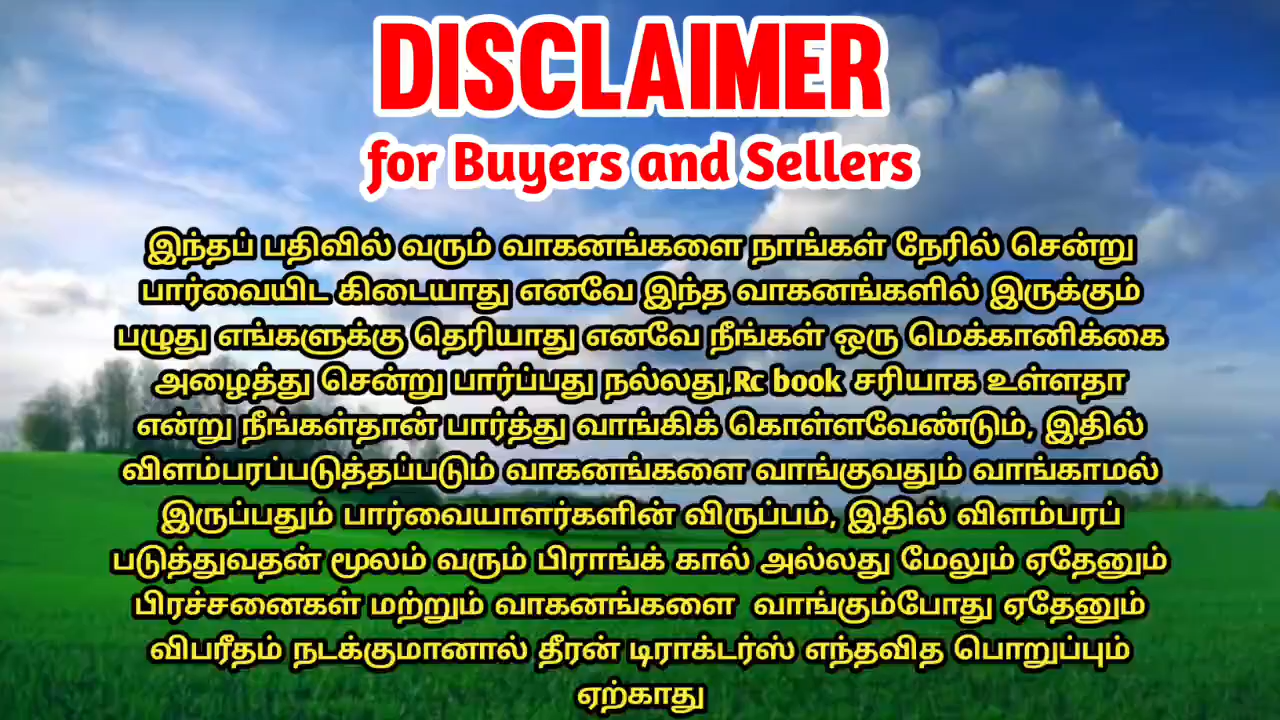 DISCLAIMER
for Buyers and Sellers
இந்தப் பதிவில் வரும் வாகனங்களை நாங்கள் நேரில் சென்று
பார்வையிட கிடையாது எனவே இந்த வாகனங்களில் இருக்கும்
பழுது எங்களுக்கு தெரியாது எனவே நீங்கள் ஒரு மெக்கானிக்கை
அழைத்து சென்று பார்ப்பது நல்லது,Rc book சரியாக உள்ளதா
என்று நீங்கள்தான் பார்த்து வாங்கிக் கொள்ளவேண்டும், இதில்
விளம்பரப்படுத்தப்படும் வாகனங்களை வாங்குவதும் வாங்காமல்
இருப்பதும் பார்வையாளர்களின் விருப்பம், இதில் விளம்பரப்
படுத்துவதன் மூலம் வரும் பிராங்க் கால் அல்லது மேலும் ஏதேனும்
பிரச்சனைகள் மற்றும் வாகனங்களை வாங்கும்போது ஏதேனும்
விபரீதம் நடக்குமானால் தீரன் டிராக்டர்ஸ் எந்தவித பொறுப்பும்
ஏற்காது